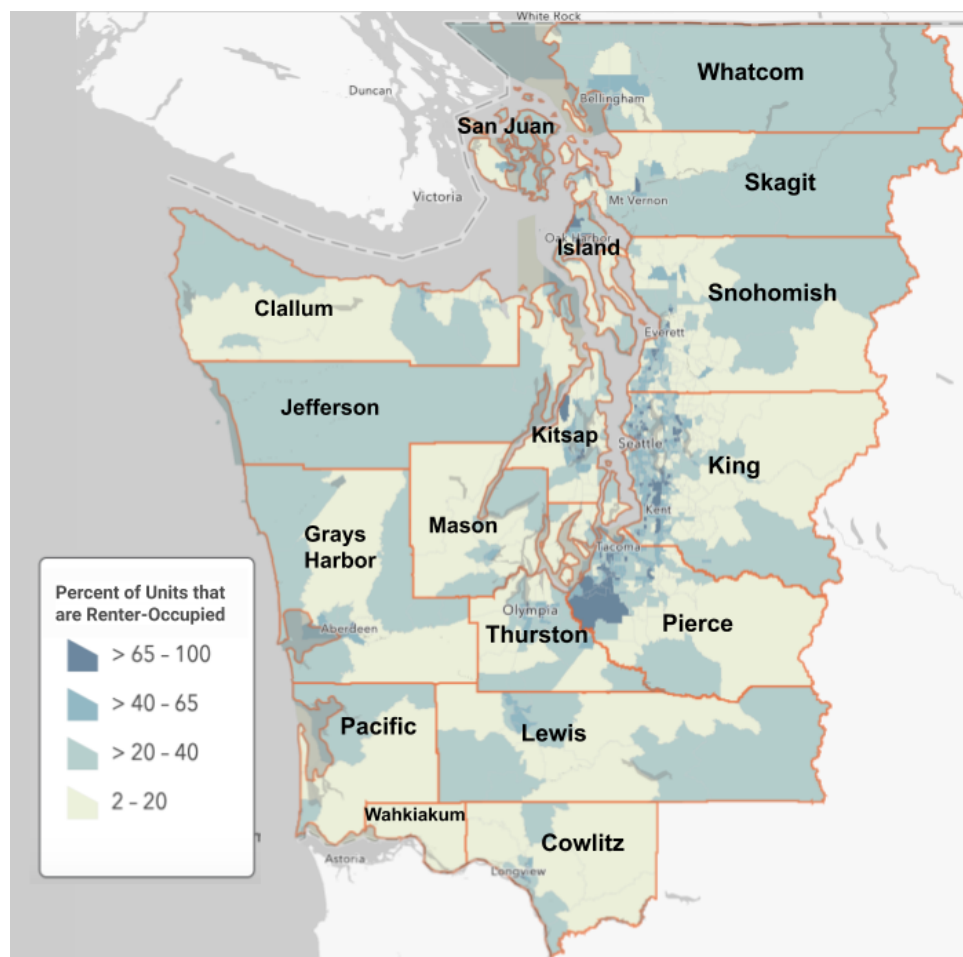 White Rock
Whatcom
Duncan
Bellingham
San Juan
Skagit
Victoria
Mt Vernon
Oak Harbor
Island
Snohomish
Clallum
Everett
Jefferson
Kitsap
Seattle
King
Mason
Kent
Grays
Harbor
Tacoma
Percent of Units that
are Renter-Occupied
> 65 - 100
> 40 - 65
> 20 - 40
2 - 20
Olympia
Aberdeen
Thurston
Pierce
Pacific
Lewis
Wahkiakum
Cowlitz
Astoria
Longview